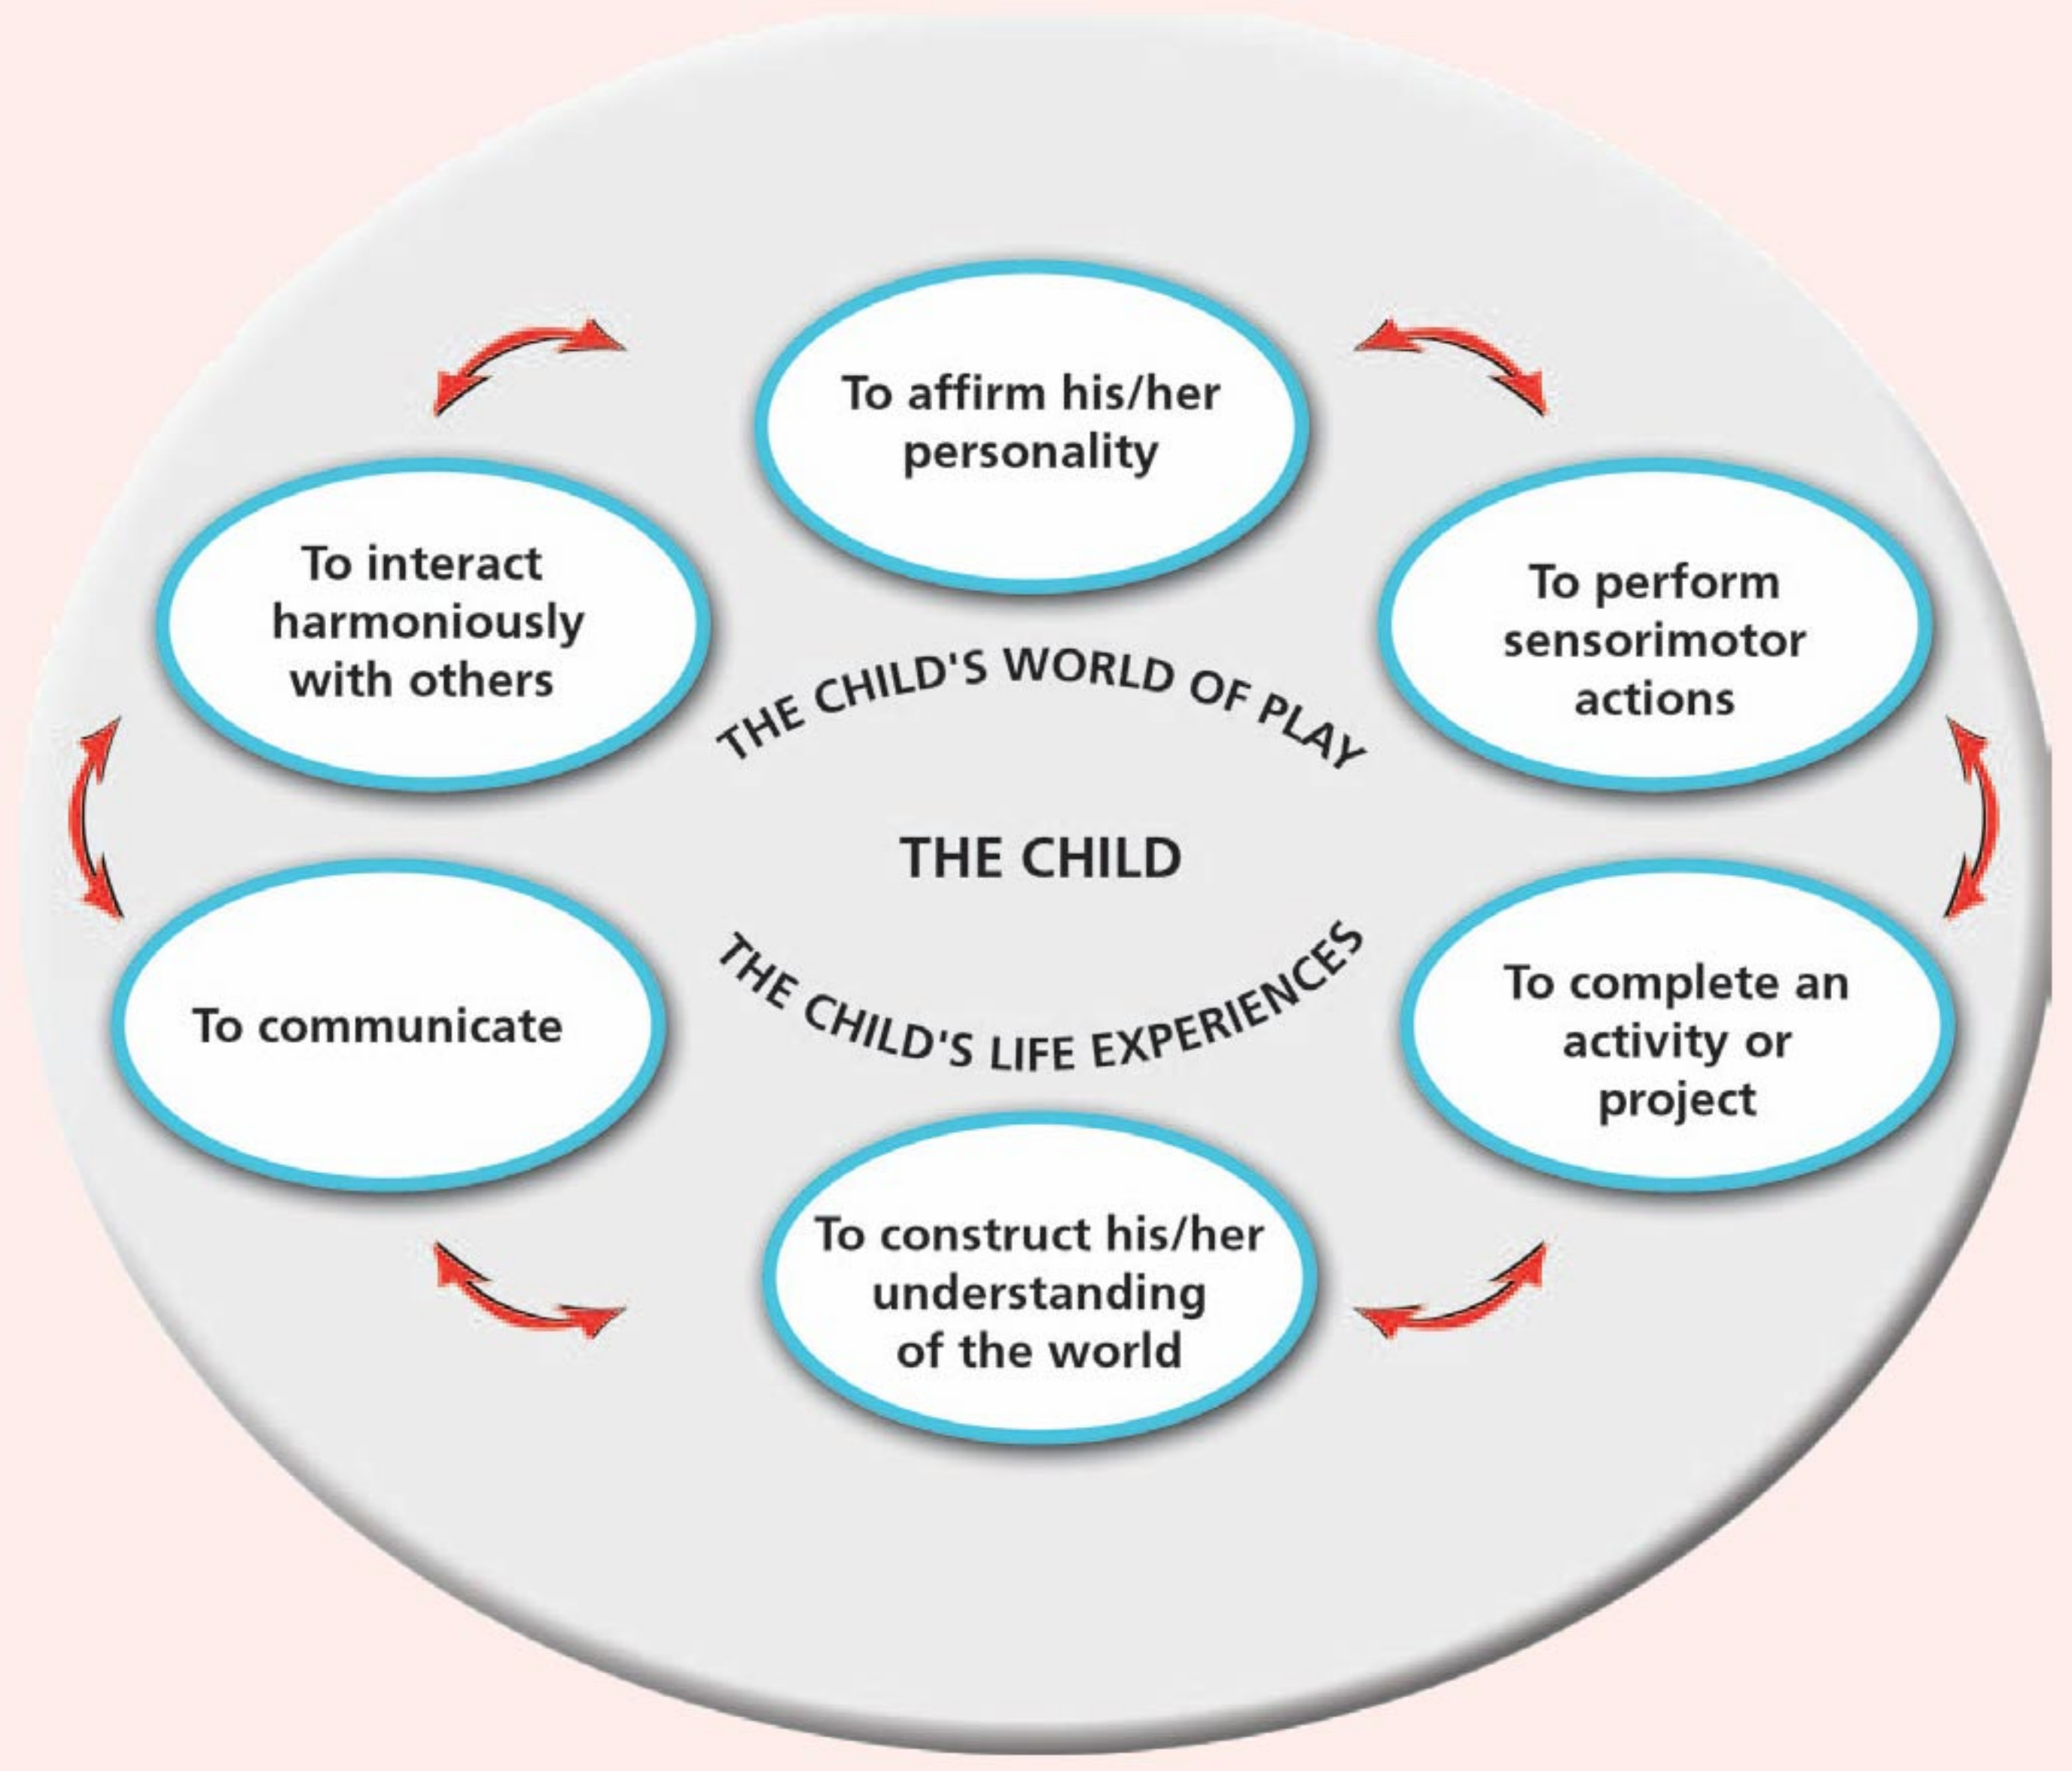 To affirm his/her
personality
To interact
harmoniously
with others
To perform
sensorimotor
actions
THE CHILD'S WORLD OF PLAY
THE CHILD
THE CHILD'S LIFE EXPERIENCES
To communicate
To complete an
activity or
project
To construct his/her
understanding
of the world